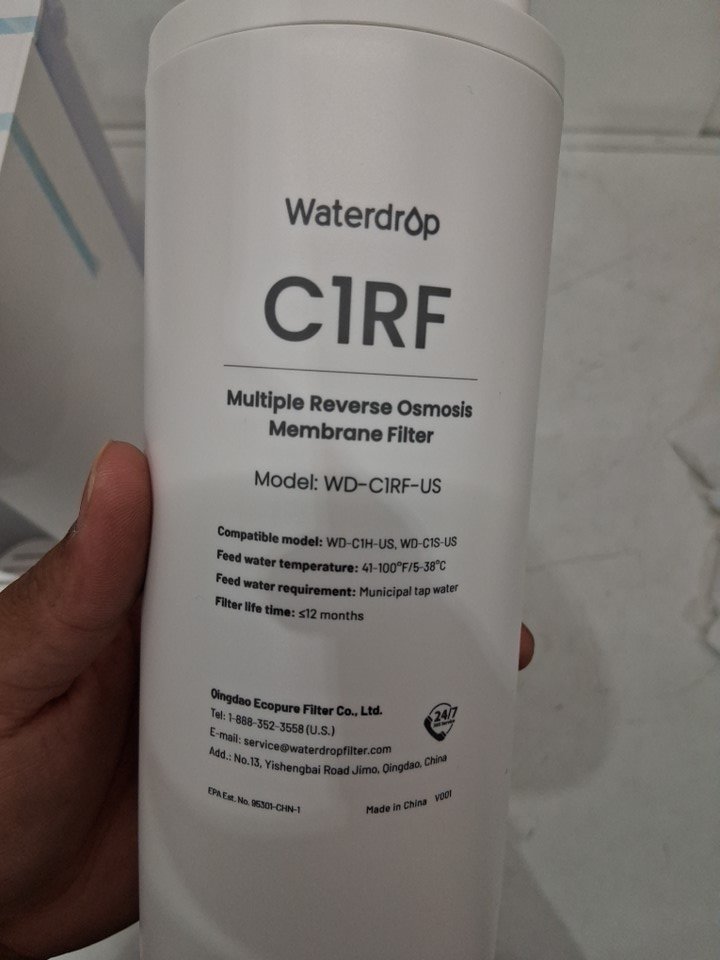 Waterdrop
C1RF
Multiple Reverse Osmosis
Membrane Filter
Model: WD-C1RF-US
Compatible model: WD-C1H-US, WD-C1S-US
Feed water temperature: 41-100°F/5-38°C
Feed water requirement: Municipal tap water
Filter life time: ≤12 months
Qingdao Ecopure Filter Co., Ltd.
Tel: 1-888-352-3558 (U.S.)
E-mail: service@waterdropfilter.com
Add.: No.13, Yishengbai Road Jimo, Qingdao, China
24/7
EPA Est. No. 95301-CHN-1
Made in China V001